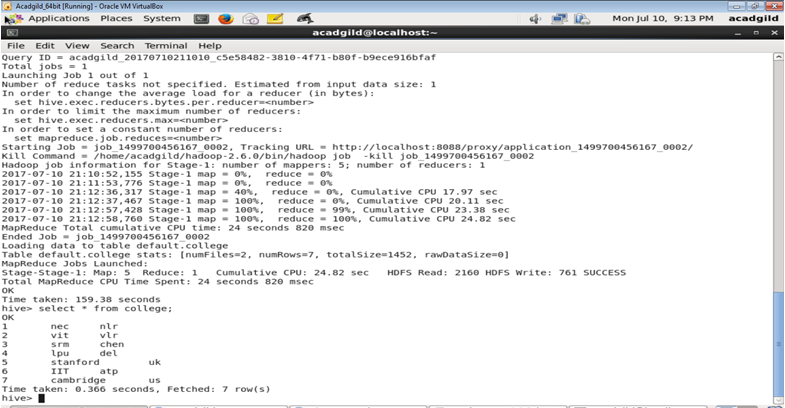 Acadgild_64bit [Running] - Oracle VM VirtualBox
Applications Places System Mon Jul 10, 9:13 PM acadgild
acadgild@localhost:~
File Edit View Search Terminal Help
Query ID = acadgild_20170710211010_c5e58482-3810-4f71-b80f-b9ece916bfaf
Total jobs = 1
Launching Job 1 out of 1
Number of reduce tasks not specified. Estimated from input data size: 1
In order to change the average load for a reducer (in bytes):
  set hive.exec.reducers.bytes.per.reducer=<number>
In order to limit the maximum number of reducers:
  set hive.exec.reducers.max=<number>
In order to set a constant number of reducers:
  set mapreduce.job.reduces=<number>
Starting Job = job_1499700456167_0002, Tracking URL = http://localhost:8088/proxy/application_1499700456167_0002/
Kill Command = /home/acadgild/hadoop-2.6.0/bin/hadoop job  -kill job_1499700456167_0002
Hadoop job information for Stage-1: number of mappers: 5; number of reducers: 1
2017-07-10 21:10:52,155 Stage-1 map = 0%,  reduce = 0%
2017-07-10 21:11:53,776 Stage-1 map = 0%,  reduce = 0%
2017-07-10 21:12:36,317 Stage-1 map = 40%,  reduce = 0%, Cumulative CPU 17.97 sec
2017-07-10 21:12:37,467 Stage-1 map = 100%,  reduce = 0%, Cumulative CPU 20.11 sec
2017-07-10 21:12:57,428 Stage-1 map = 100%,  reduce = 99%, Cumulative CPU 23.38 sec
2017-07-10 21:12:58,760 Stage-1 map = 100%,  reduce = 100%, Cumulative CPU 24.82 sec
MapReduce Total cumulative CPU time: 24 seconds 820 msec
Ended Job = job_1499700456167_0002
Loading data to table default.college
Table default.college stats: [numFiles=2, numRows=7, totalSize=1452, rawDataSize=0]
MapReduce Jobs Launched:
Stage-Stage-1: Map: 5  Reduce: 1   Cumulative CPU: 24.82 sec   HDFS Read: 2160 HDFS Write: 761 SUCCESS
Total MapReduce CPU Time Spent: 24 seconds 820 msec
OK
Time taken: 159.38 seconds
hive> select * from college;
OK
1 nec nlr
2 vit vlr
3 srm chen
4 lpu del
5 stanford uk
6 IIT atp
7 cambridge us
Time taken: 0.366 seconds, Fetched: 7 row(s)
hive>